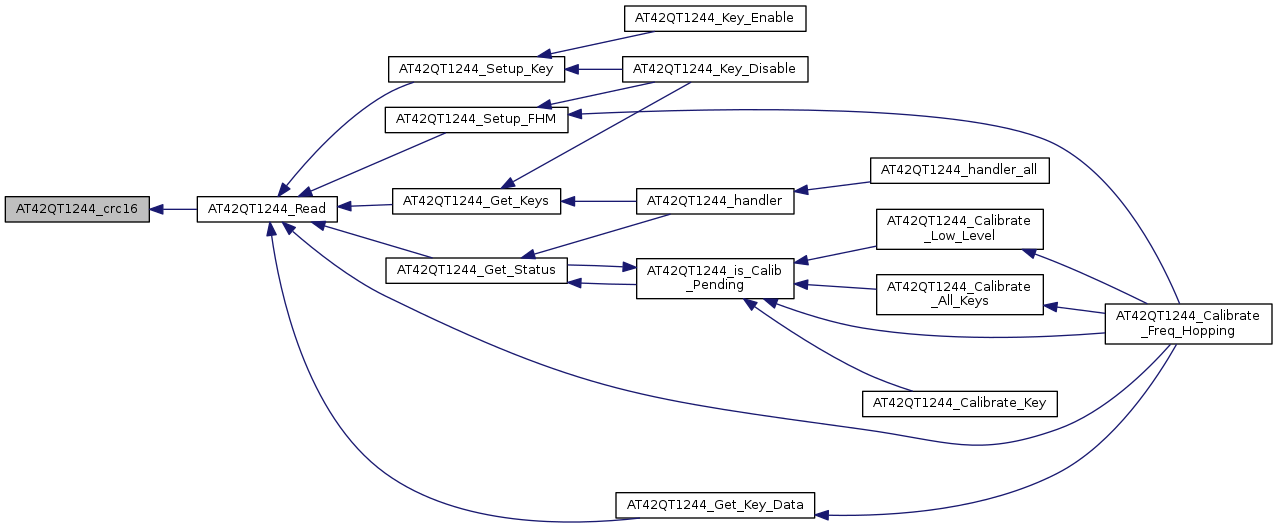 AT42QT1244_Key_Enable
AT42QT1244_Setup_Key
AT42QT1244_Key_Disable
AT42QT1244_Setup_FHM
AT42QT1244_handler_all
AT42QT1244_crc16
AT42QT1244_Read
AT42QT1244_Get_Keys
AT42QT1244_handler
AT42QT1244_Calibrate
_Low_Level
AT42QT1244_Get_Status
AT42QT1244_is_Calib
_Pending
AT42QT1244_Calibrate
_All_Keys
AT42QT1244_Calibrate
_Freq_Hopping
AT42QT1244_Calibrate_Key
AT42QT1244_Get_Key_Data